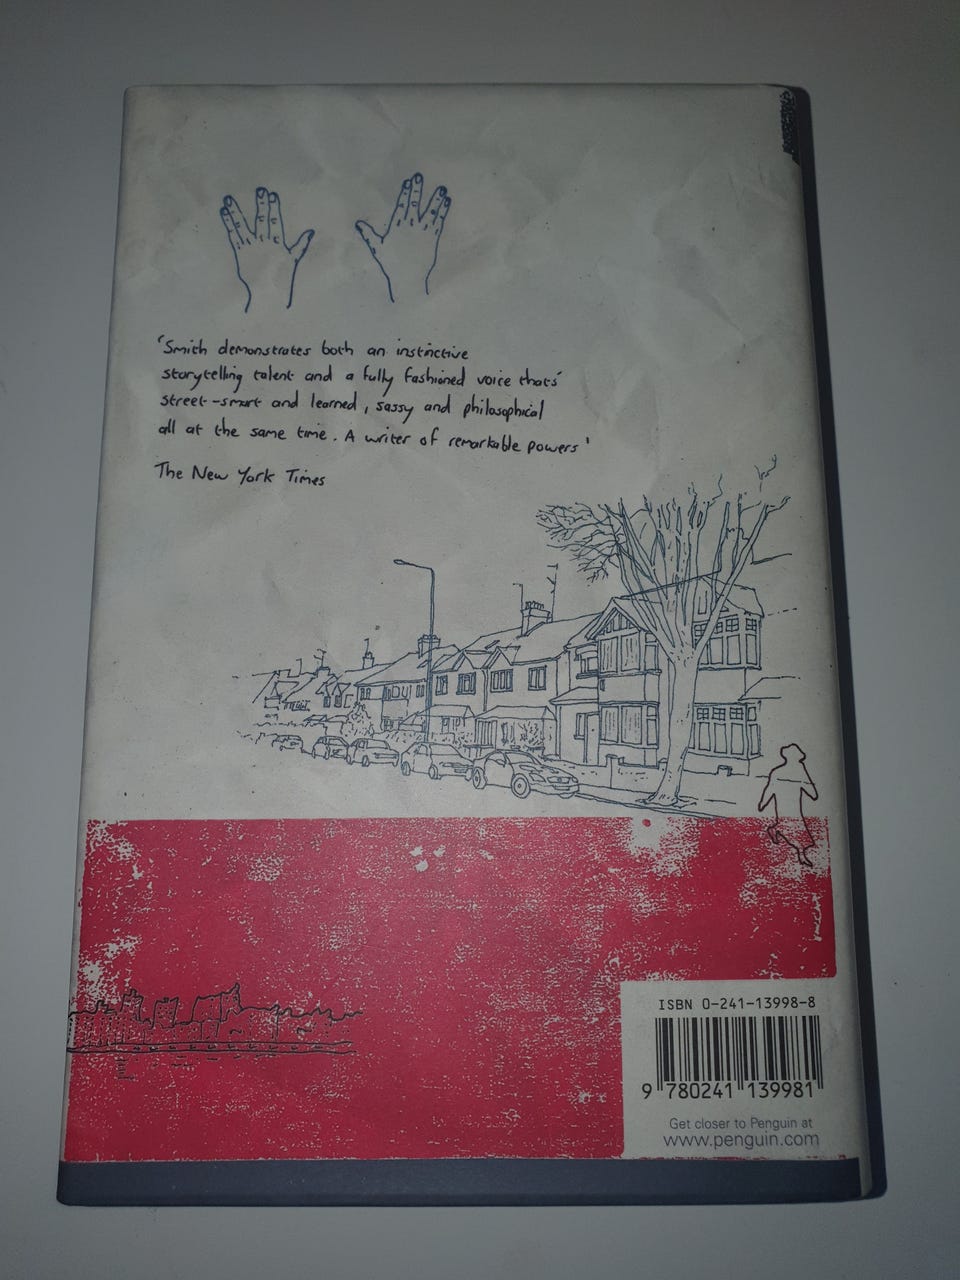 'Smith demonstrates both an instinctive
storytelling talent and a fully fashioned voice thats'
street-smart and learned, sassy and philosophical
all at the same time. A writer of remarkable powers'
The New York Times
ISBN 0-241-13998-8
9 780241 139981
Get closer to Penguin at
www.penguin.com